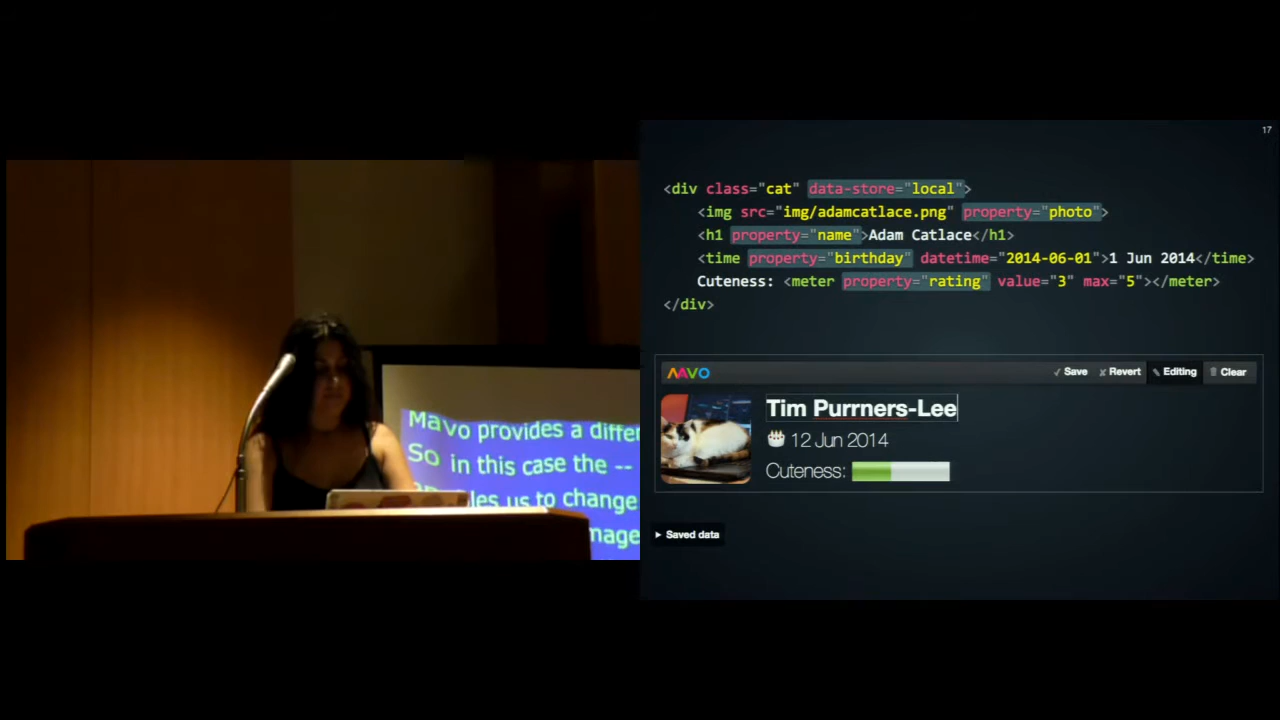 Mavo provides a differ
So in this case the --
les us to change
mage
17
<div class="cat" data-store="local">
<img src="img/adamcatlace.png" property="photo">
<h1 property="name">Adam Catlace</h1>
<time property="birthday" datetime="2014-06-01">1 Jun 2014</time>
Cuteness: <meter property="rating" value="3" max="5"></meter>
</div>
MAVO
Save Revert Editing Clear
Tim Purrners-Lee
12 Jun 2014
Cuteness:
Saved data